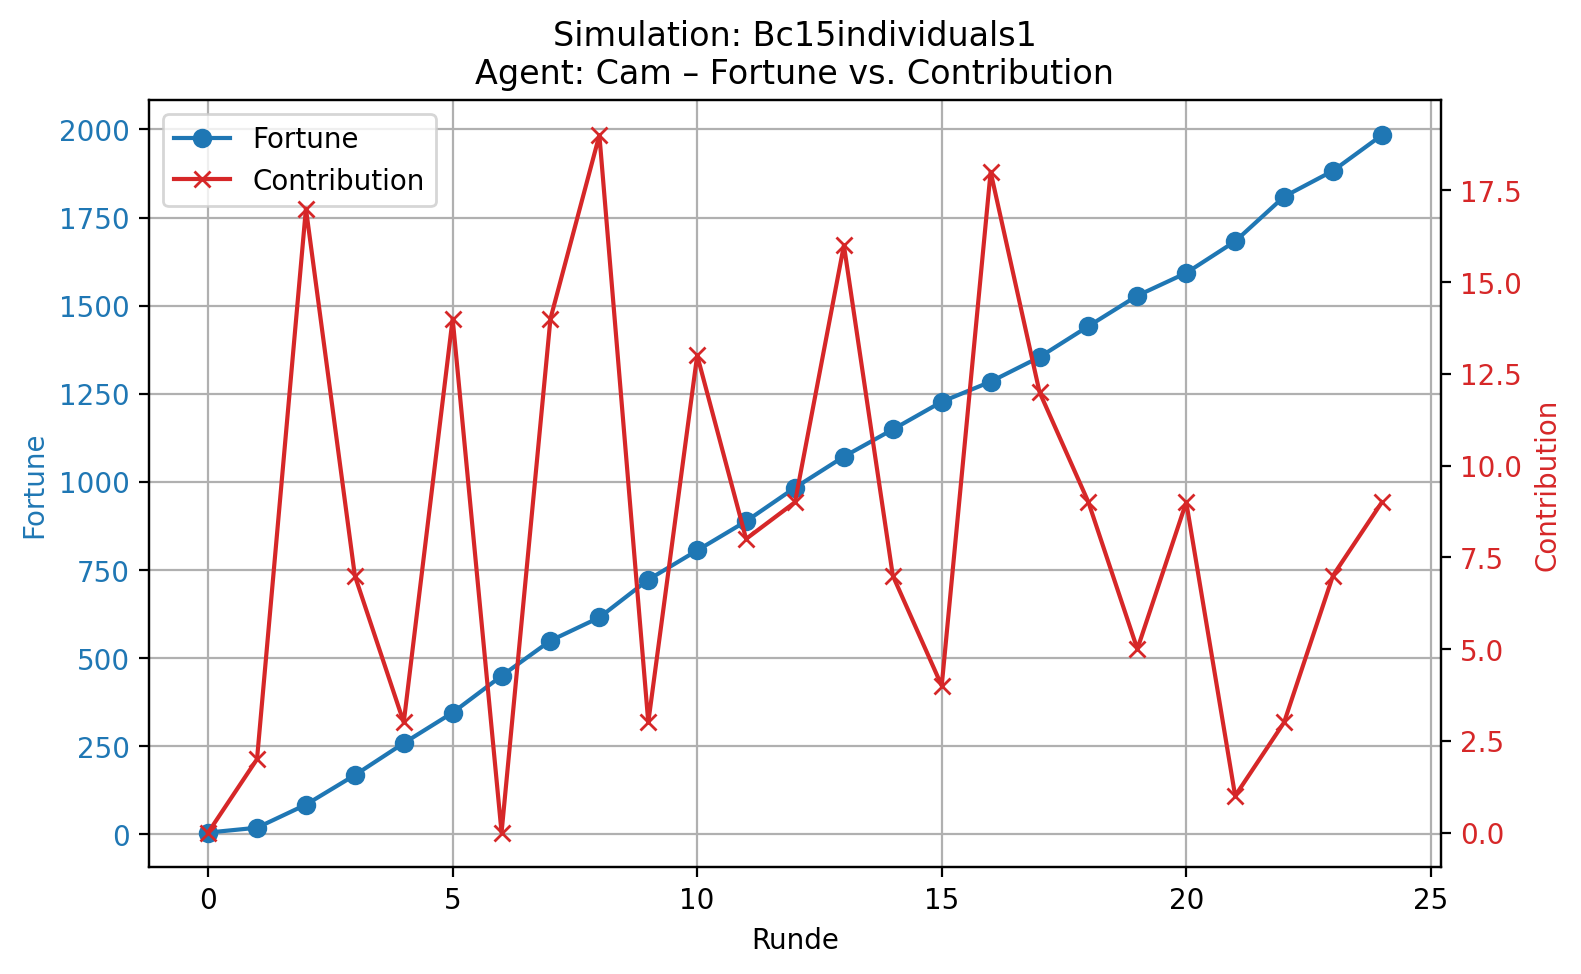 Simulation: Bc15individuals1
Agent: Cam – Fortune vs. Contribution
Fortune
Contribution
2000
1750
1500
1250
1000
750
500
250
0
Fortune
17.5
15.0
12.5
10.0
7.5
5.0
2.5
0.0
Contribution
0 5 10 15 20 25
Runde